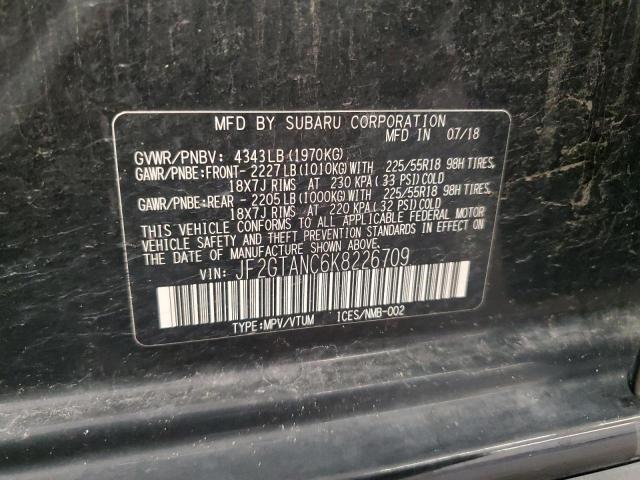 MFD BY SUBARU CORPORATION
MFD IN 07/18
GVWR/PNBV: 4343LB(1970KG)
GAWR/PNBE:FRONT-2227LB(1010KG)WITH 225/55R18 98H TIRES,
18X7J RIMS AT 230 KPA(33 PSI)COLD
GAWR/PNBE:REAR -2205LB(1000KG)WITH 225/55R18 98H TIRES,
18X7J RIMS AT 220 KPA(32 PSI)COLD
THIS VEHICLE CONFORMS TO ALL APPLICABLE FEDERAL MOTOR
VEHICLE SAFETY AND THEFT PREVENTION STANDARDS IN EFFECT ON
THE DATE OF MANUFACTURE SHOWN ABOVE.
VIN: JF2GTANC6K8226709
TYPE:MPV/VTUM ICES/NMB-002